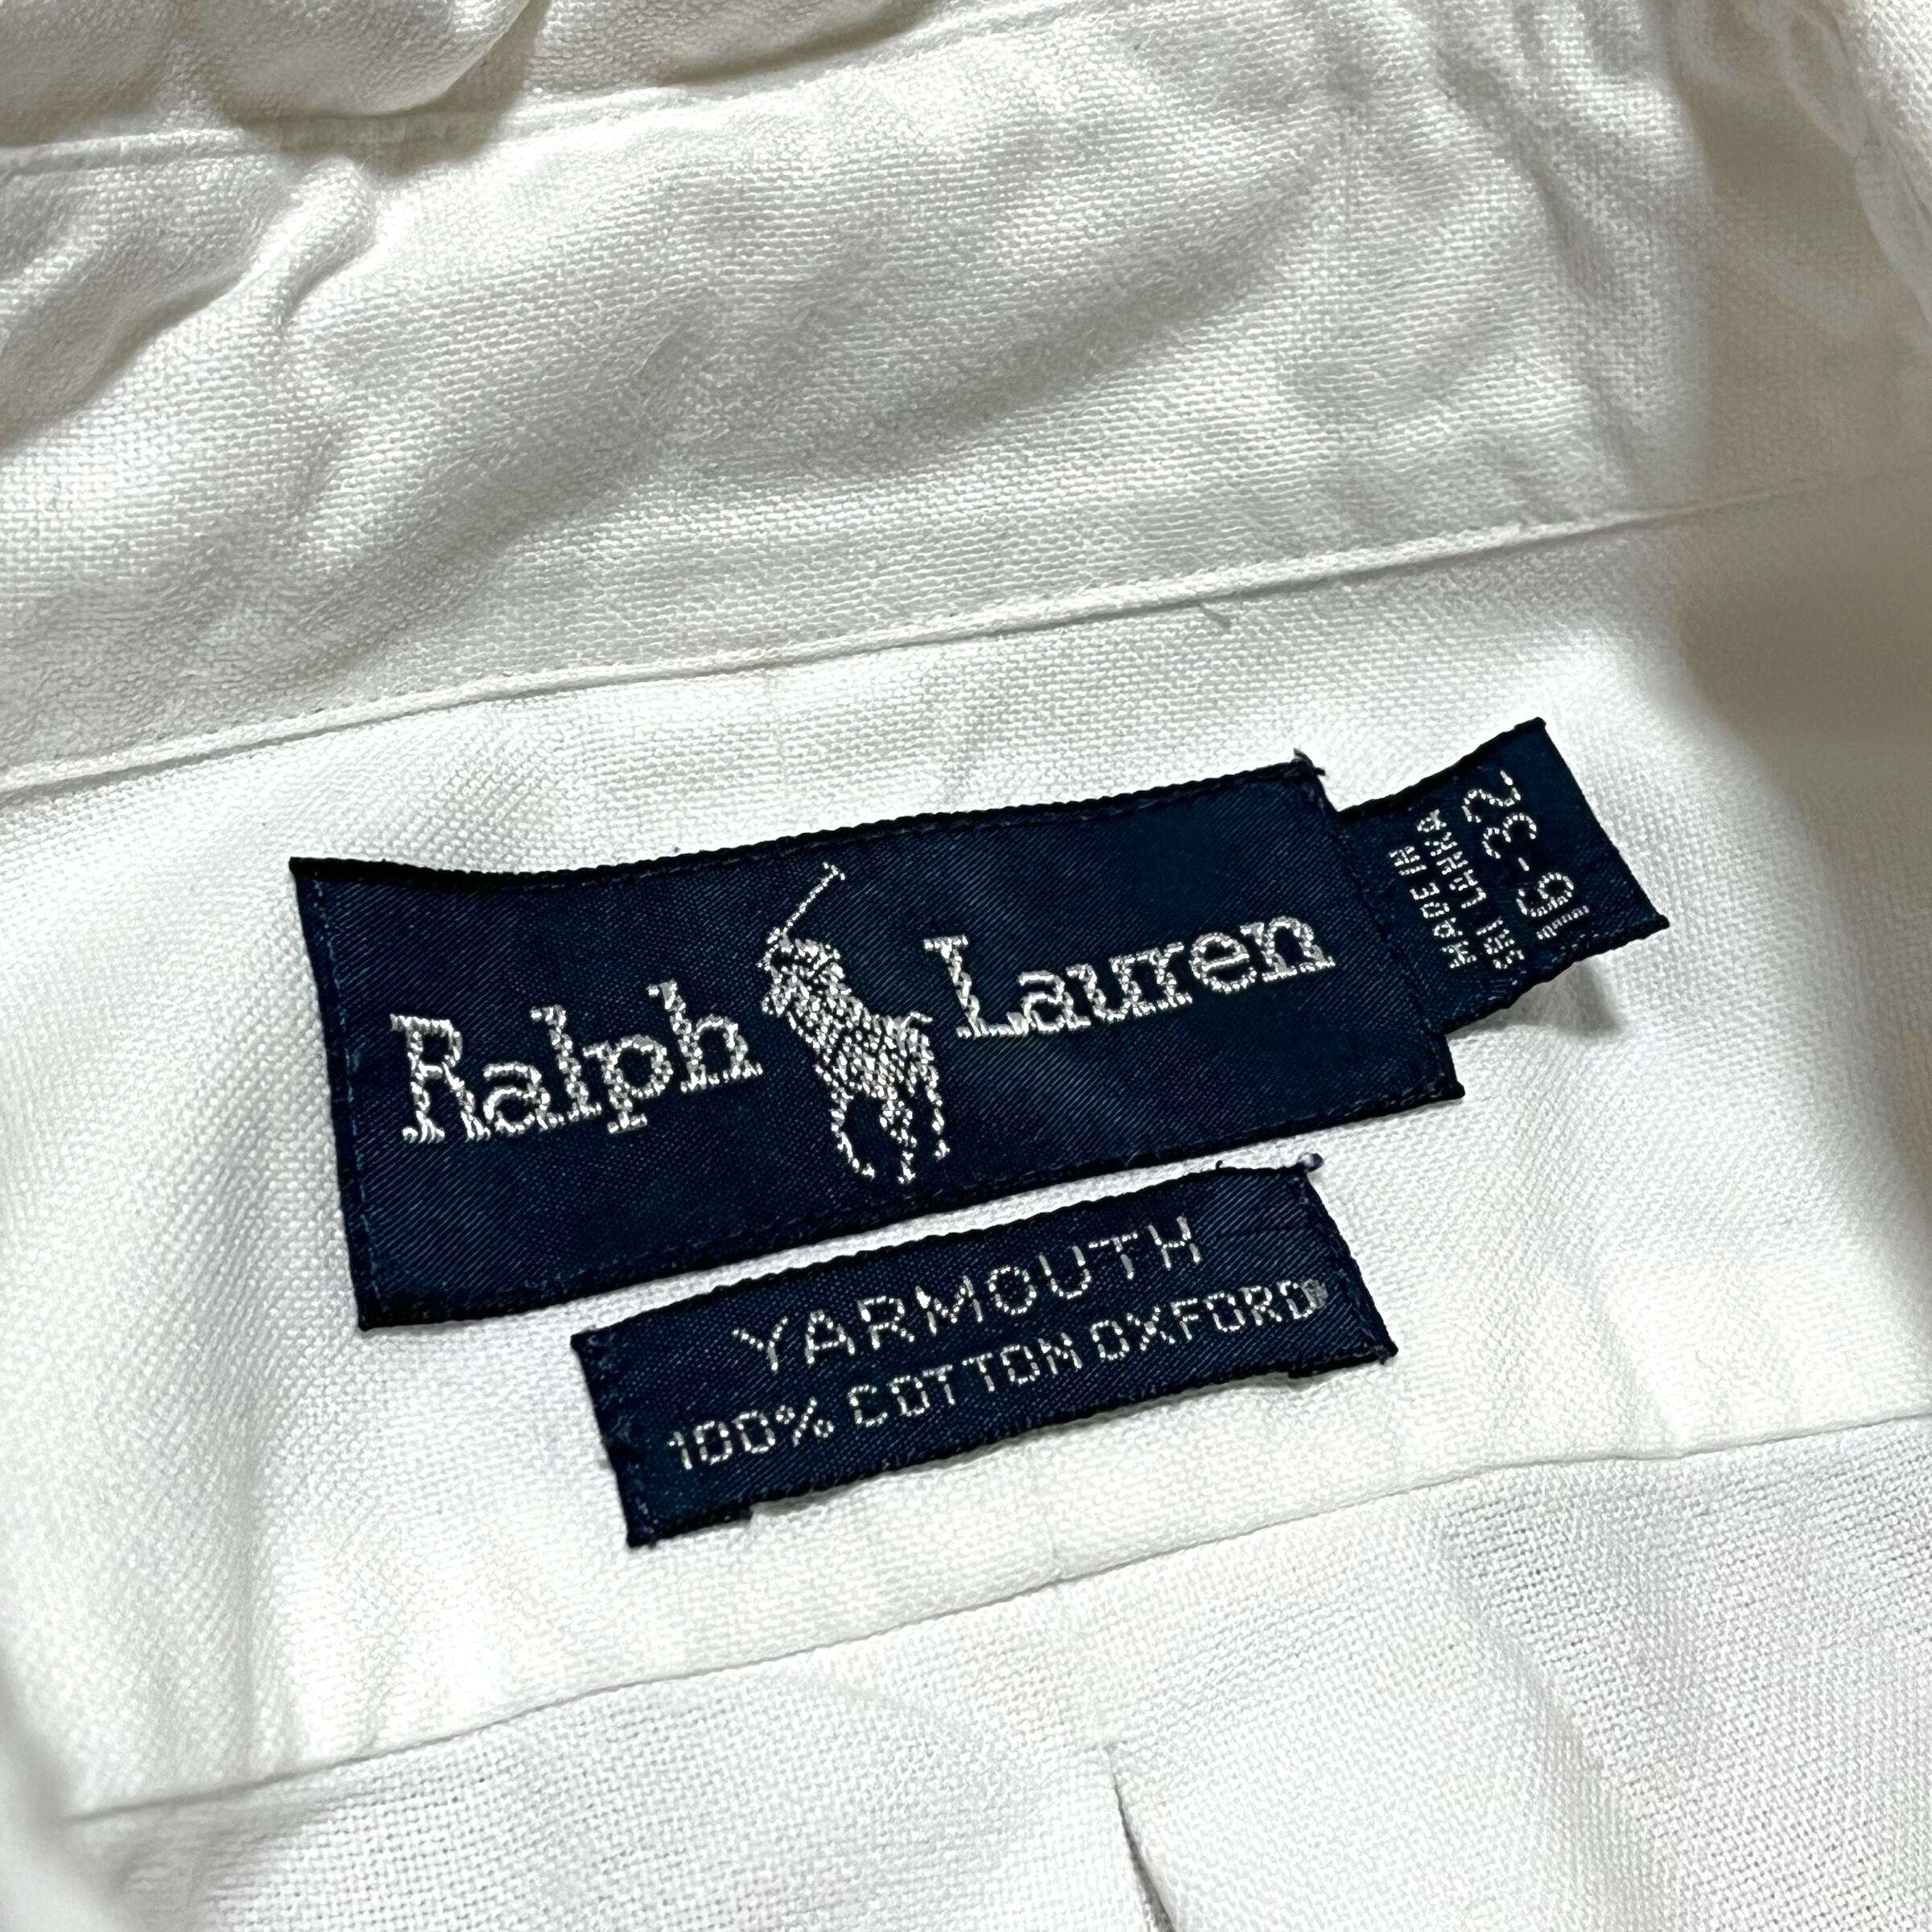 Ralph Lauren
16-32
MADE IN
SRI LANKA
YARMOUTH
100% COTTON OXFORD®